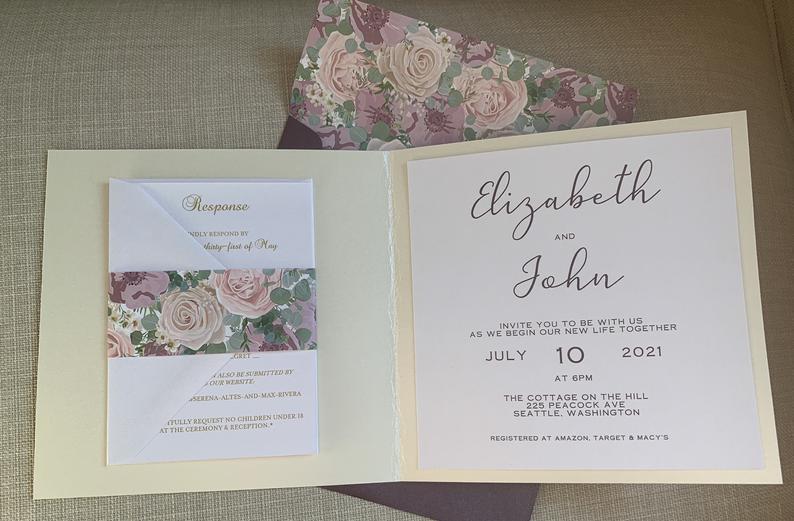 Response
INDLY RESPOND BY
thirty-first of May
GRET __
N ALSO BE SUBMITTED BY
OUR WEBSITE:
SERENA-ALTES-AND-MAX-RIVERA
FULLY REQUEST NO CHILDREN UNDER 18
AT THE CEREMONY & RECEPTION.*
Elizabeth
AND
John
INVITE YOU TO BE WITH US
AS WE BEGIN OUR NEW LIFE TOGETHER
JULY 10 2021
AT 6PM
THE COTTAGE ON THE HILL
225 PEACOCK AVE
SEATTLE, WASHINGTON
REGISTERED AT AMAZON, TARGET & MACY'S